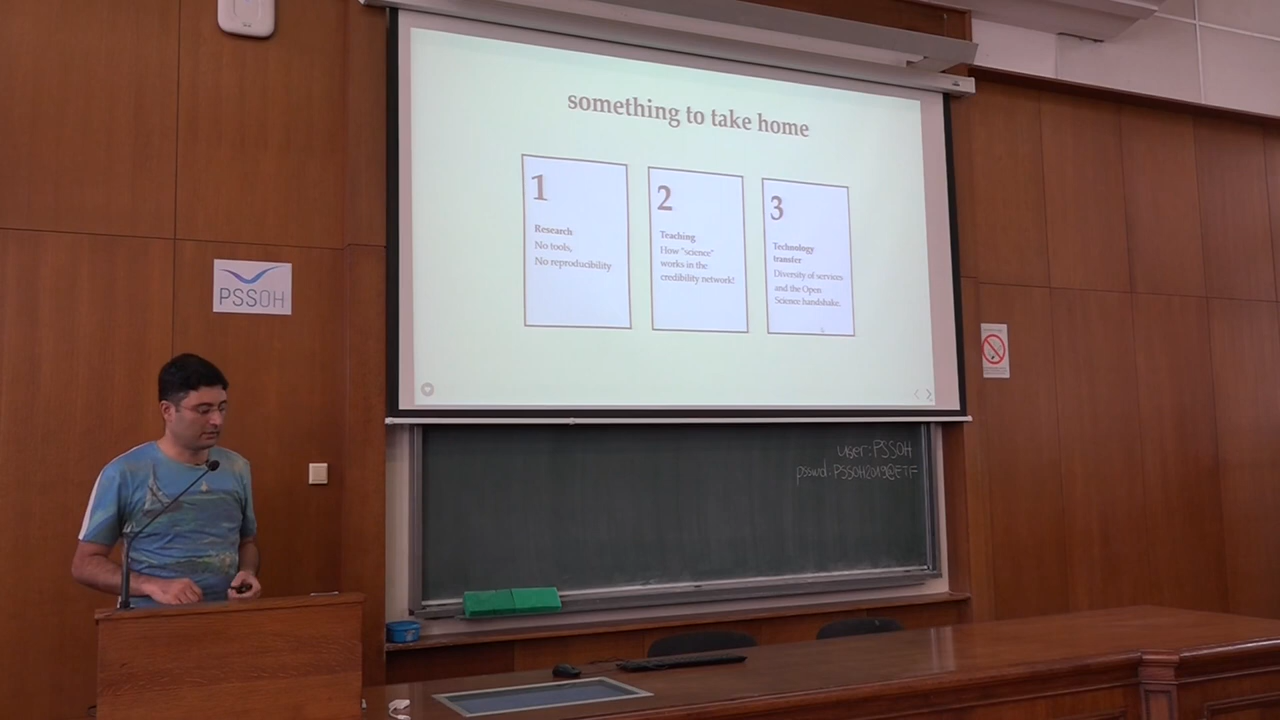 something to take home
1
Research
No tools,
No reproducibility
2
Teaching
How "science"
works in the
credibility network!
3
Technology
transfer
Diversity of services
and the Open
Science handshake.
PSSOH
user: PSSOH
psswd: PSSOH2019@ETF